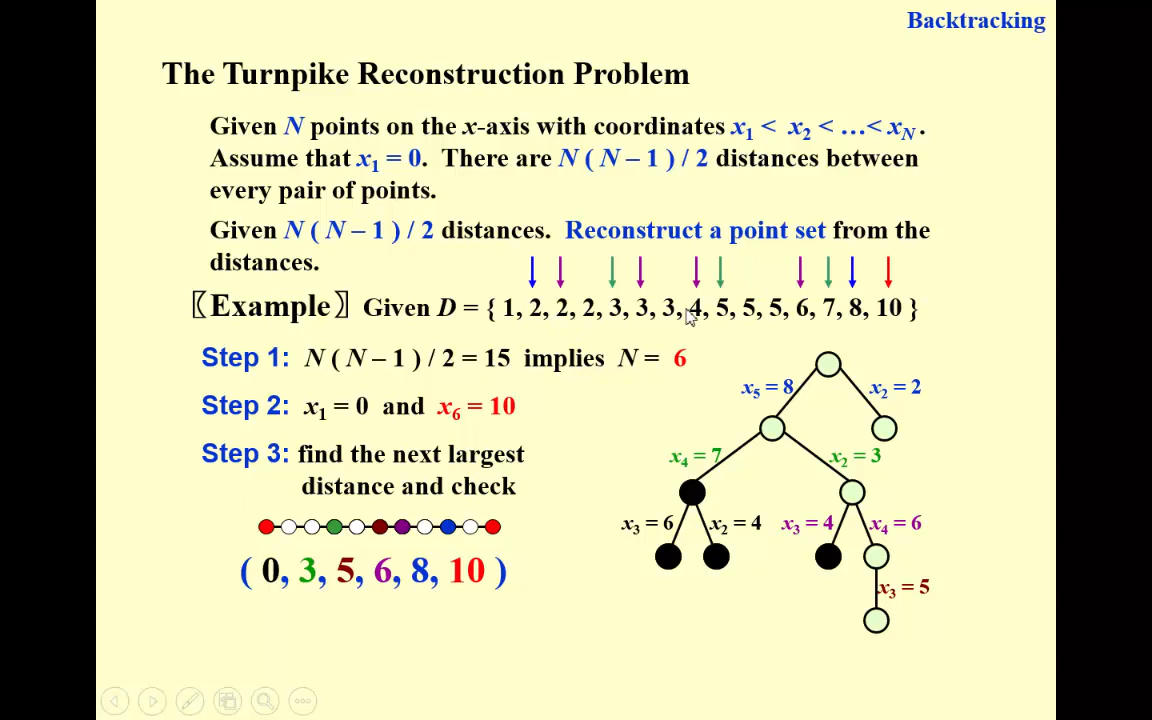 Backtracking
The Turnpike Reconstruction Problem
Given N points on the x-axis with coordinates x₁ < x₂ < …< x_N .
Assume that x₁ = 0. There are N ( N – 1 ) / 2 distances between
every pair of points.
Given N ( N – 1 ) / 2 distances. Reconstruct a point set from the
distances.
〖Example〗 Given D = { 1, 2, 2, 2, 3, 3, 3, 4, 5, 5, 5, 6, 7, 8, 10 }
Step 1: N ( N – 1 ) / 2 = 15 implies N = 6
x₅ = 8 x₂ = 2
Step 2: x₁ = 0 and x₆ = 10
Step 3: find the next largest
x₄ = 7 x₂ = 3
distance and check
x₃ = 6 x₂ = 4 x₃ = 4 x₄ = 6
( 0, 3, 5, 6, 8, 10 )
x₃ = 5